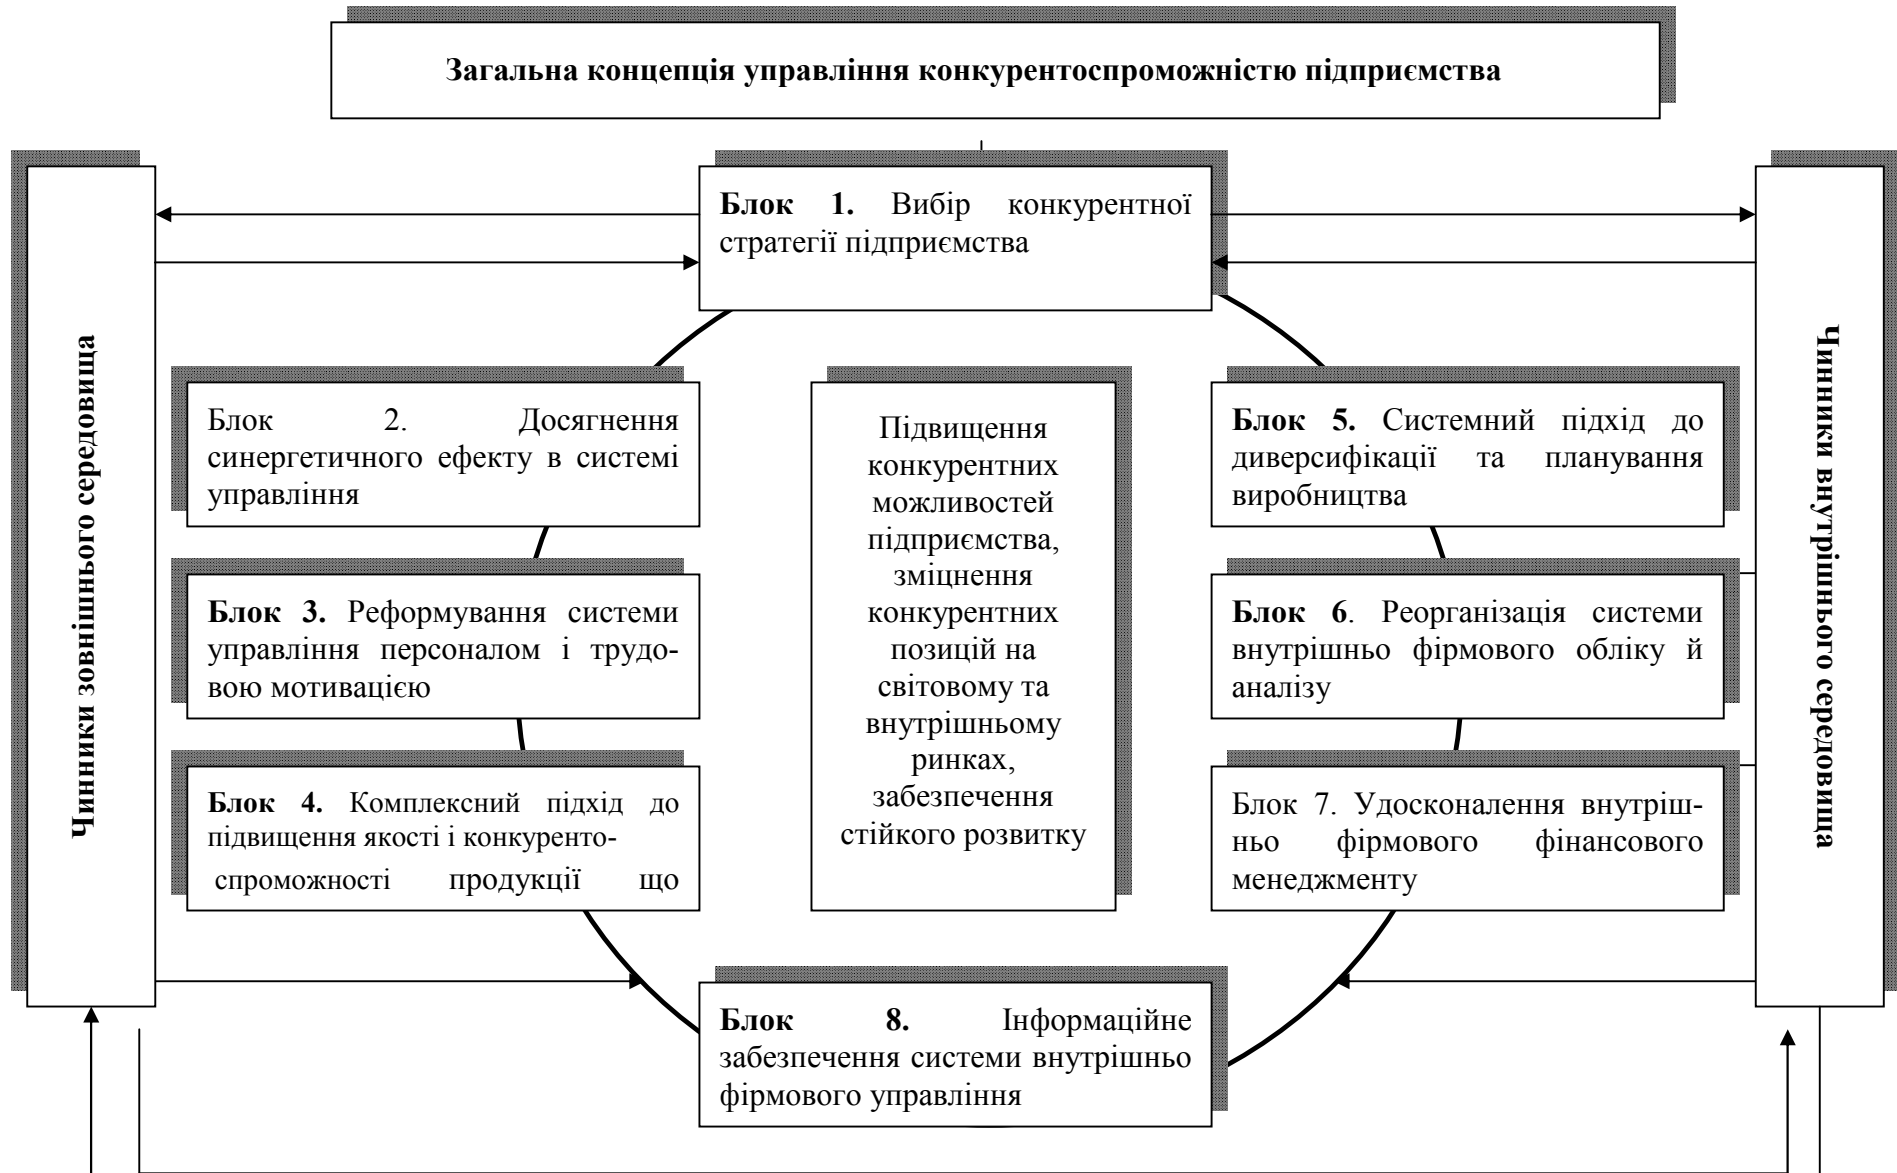 Загальна концепція управління конкурентоспроможністю підприємства
Блок 1. Вибір конкурентної
стратегії підприємства
Чинники зовнішнього середовища
Блок 2. Досягнення
синергетичного ефекту в системі
управління
Блок 3. Реформування системи
управління персоналом і трудо-
вою мотивацією
Блок 4. Комплексний підхід до
підвищення якості і конкуренто-
спроможності продукції що
Підвищення
конкурентних
можливостей
підприємства,
зміцнення
конкурентних
позицій на
світовому та
внутрішньому
ринках,
забезпечення
стійкого розвитку
Блок 5. Системний підхід до
диверсифікації та планування
виробництва
Блок 6. Реорганізація системи
внутрішньо фірмового обліку й
аналізу
Блок 7. Удосконалення внутріш-
ньо фірмового фінансового
менеджменту
Чинники внутрішнього середовища
Блок 8. Інформаційне
забезпечення системи внутрішньо
фірмового управління